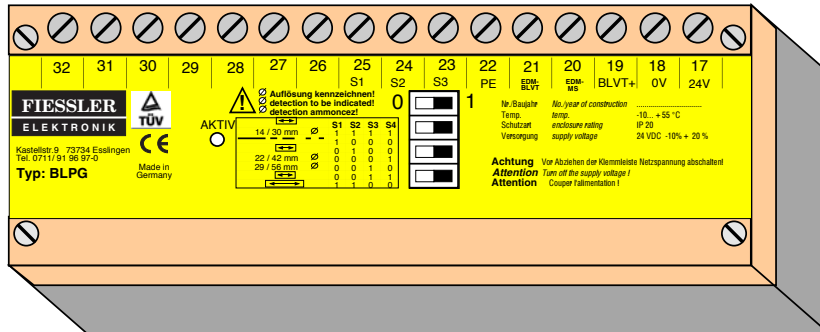 32 31 30 29 28 27 26 25 24 23 22 21 20 19 18 17
S1 S2 S3 PE EDM-BLVT EDM-MS BLVT+ 0V 24V
FIESSLER
ELEKTRONIK
Kastellstr.9 73734 Esslingen
Tel. 0711/ 91 96 97-0
Typ: BLPG
TÜV
CE
Made in
Germany
AKTIV
Ø Auflösung kennzeichnen!
Ø detection to be indicated!
Ø detection ammoncez!
S1 S2 S3 S4
14 / 30 mm Ø 1 1 1 1
22 / 42 mm Ø
29 / 56 mm Ø
0 1
Nr./Baujahr No./year of construction ............................
Temp. temp. -10... + 55 °C
Schutzart enclosure rating IP 20
Versorgung supply voltage 24 VDC -10% + 20 %
Achtung Vor Abziehen der Klemmleiste Netzspannung abschalten!
Attention Turn off the supply voltage !
Attention Couper l'alimentation !